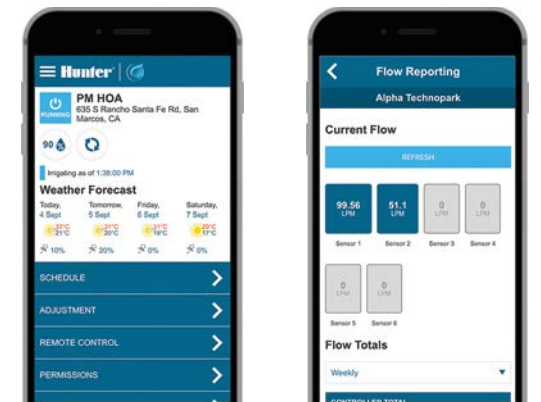 Hunter
PM HOA
635 S Rancho Santa Fe Rd, San
Marcos, CA
RUNNING
90
Irrigating as of 1:38:00 PM
Weather Forecast
Today, Tomorrow, Friday, Saturday,
4 Sept 5 Sept 6 Sept 7 Sept
10% 20% 0% 0%
SCHEDULE
ADJUSTMENT
REMOTE CONTROL
PERMISSIONS
Flow Reporting
Alpha Technopark
Current Flow
REFRESH
99.56 51.1 0 0
LPM LPM LPM LPM
Sensor 1 Sensor 2 Sensor 3 Sensor 4
0 0
LPM LPM
Sensor 5 Sensor 6
Flow Totals
Weekly
CONTROLLER TOTAL